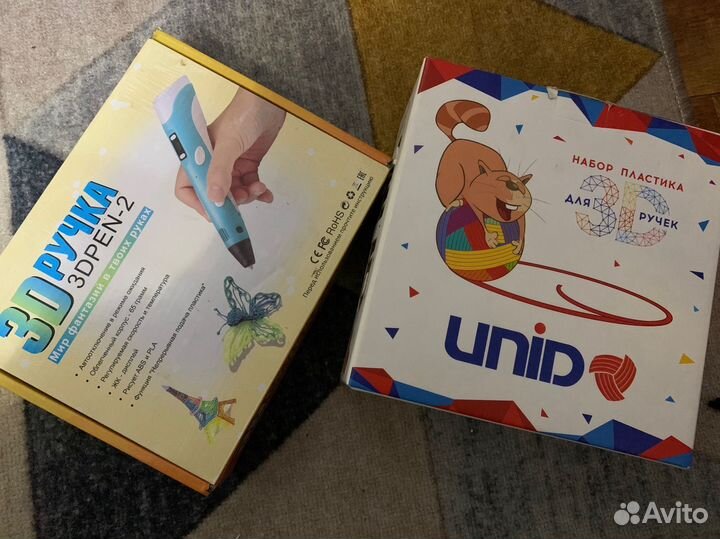 3D РУЧКА
3DPEN-2
Мир фантазии в твоих руках
• Автоотключение в режиме ожидания
• Облегченный корпус - 65 грамм
• Регулируемая скорость и температура
• ЖК - дисплей
• Рисует ABS и PLA
• Функция "Непрерывная подача пластика"
CE FC RoHS
Перед использованием прочтите инструкцию
НАБОР ПЛАСТИКА
ДЛЯ 3D РУЧЕК
UNID
Avito